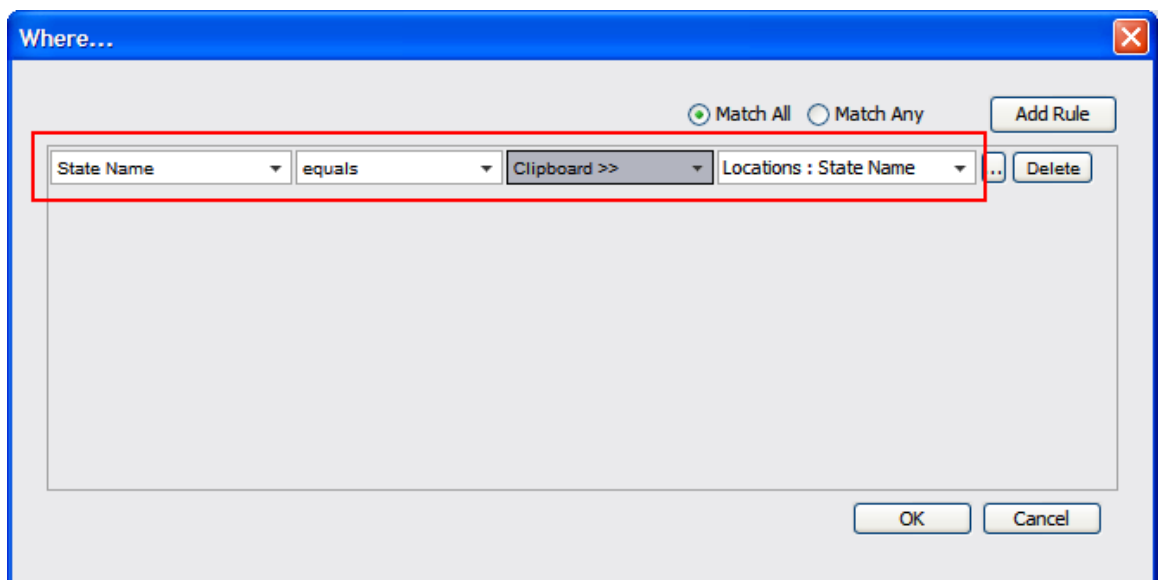 Where...
Match All Match Any Add Rule
State Name equals Clipboard >> Locations : State Name .. Delete
OK Cancel